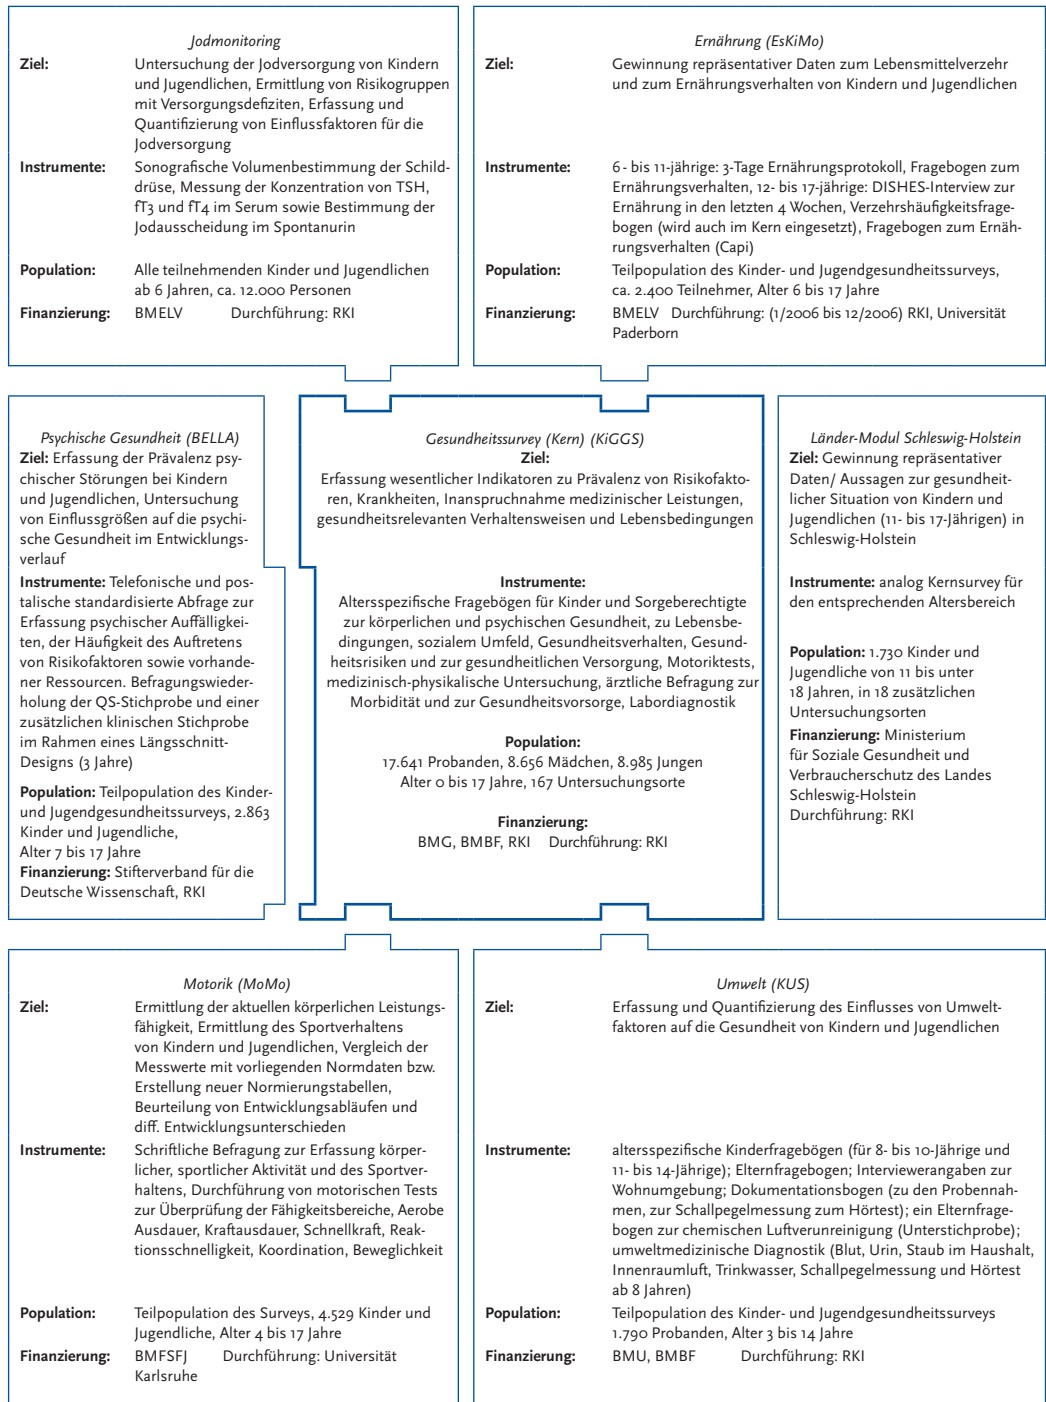 Jodmonitoring
Ziel: Untersuchung der Jodversorgung von Kindern
und Jugendlichen, Ermittlung von Risikogruppen
mit Versorgungsdefiziten, Erfassung und
Quantifizierung von Einflussfaktoren für die
Jodversorgung
Instrumente: Sonografische Volumenbestimmung der Schild-
drüse, Messung der Konzentration von TSH,
fT3 und fT4 im Serum sowie Bestimmung der
Jodausscheidung im Spontanurin
Population: Alle teilnehmenden Kinder und Jugendlichen
ab 6 Jahren, ca. 12.000 Personen
Finanzierung: BMELV Durchführung: RKI
Ernährung (EsKiMo)
Ziel: Gewinnung repräsentativer Daten zum Lebensmittelverzehr
und zum Ernährungsverhalten von Kindern und Jugendlichen
Instrumente: 6 - bis 11-jährige: 3-Tage Ernährungsprotokoll, Fragebogen zum
Ernährungsverhalten, 12- bis 17-jährige: DISHES-Interview zur
Ernährung in den letzten 4 Wochen, Verzehrshäufigkeitsfrage-
bogen (wird auch im Kern eingesetzt), Fragebogen zum Ernäh-
rungsverhalten (Capi)
Population: Teilpopulation des Kinder- und Jugendgesundheitssurveys,
ca. 2.400 Teilnehmer, Alter 6 bis 17 Jahre
Finanzierung: BMELV Durchführung: (1/2006 bis 12/2006) RKI, Universität
Paderborn
Psychische Gesundheit (BELLA)
Ziel: Erfassung der Prävalenz psy-
chischer Störungen bei Kindern
und Jugendlichen, Untersuchung
von Einflussgrößen auf die psychi-
sche Gesundheit im Entwicklungs-
verlauf
Instrumente: Telefonische und pos-
talische standardisierte Abfrage zur
Erfassung psychischer Auffälligkei-
ten, der Häufigkeit des Auftretens
von Risikofaktoren sowie vorhande-
ner Ressourcen. Befragungswieder-
holung der QS-Stichprobe und einer
zusätzlichen klinischen Stichprobe
im Rahmen eines Längsschnitt-
Designs (3 Jahre)
Population: Teilpopulation des Kinder-
und Jugendgesundheitssurveys, 2.863
Kinder und Jugendliche,
Alter 7 bis 17 Jahre
Finanzierung: Stifterverband für die
Deutsche Wissenschaft, RKI
Gesundheitssurvey (Kern) (KiGGS)
Ziel:
Erfassung wesentlicher Indikatoren zu Prävalenz von Risikofakto-
ren, Krankheiten, Inanspruchnahme medizinischer Leistungen,
gesundheitsrelevanten Verhaltensweisen und Lebensbedingungen
Instrumente:
Altersspezifische Fragebögen für Kinder und Sorgeberechtigte
zur körperlichen und psychischen Gesundheit, zu Lebensbe-
dingungen, sozialem Umfeld, Gesundheitsverhalten, Gesund-
heitsrisiken und zur gesundheitlichen Versorgung, Motoriktests,
medizinisch-physikalische Untersuchung, ärztliche Befragung zur
Morbidität und zur Gesundheitsvorsorge, Labordiagnostik
Population:
17.641 Probanden, 8.656 Mädchen, 8.985 Jungen
Alter 0 bis 17 Jahre, 167 Untersuchungsorte
Finanzierung:
BMG, BMBF, RKI Durchführung: RKI
Länder-Modul Schleswig-Holstein
Ziel: Gewinnung repräsentativer
Daten/ Aussagen zur gesundheit-
licher Situation von Kindern und
Jugendlichen (11- bis 17-Jährigen) in
Schleswig-Holstein
Instrumente: analog Kernsurvey für
den entsprechenden Altersbereich
Population: 1.730 Kinder und
Jugendliche von 11 bis unter
18 Jahren, in 18 zusätzlichen
Untersuchungsorten
Finanzierung: Ministerium
für Soziale Gesundheit und
Verbraucherschutz des Landes
Schleswig-Holstein
Durchführung: RKI
Motorik (MoMo)
Ziel: Ermittlung der aktuellen körperlichen Leistungs-
fähigkeit, Ermittlung des Sportverhaltens
von Kindern und Jugendlichen, Vergleich der
Messwerte mit vorliegenden Normdaten bzw.
Erstellung neuer Normierungstabellen,
Beurteilung von Entwicklungsabläufen und
diff. Entwicklungsunterschieden
Instrumente: Schriftliche Befragung zur Erfassung körper-
licher, sportlicher Aktivität und des Sportver-
haltens, Durchführung von motorischen Tests
zur Überprüfung der Fähigkeitsbereiche, Aerobe
Ausdauer, Kraftausdauer, Schnellkraft, Reak-
tionsschnelligkeit, Koordination, Beweglichkeit
Population: Teilpopulation des Surveys, 4.529 Kinder und
Jugendliche, Alter 4 bis 17 Jahre
Finanzierung: BMFSFJ Durchführung: Universität
Karlsruhe
Umwelt (KUS)
Ziel: Erfassung und Quantifizierung des Einflusses von Umwelt-
faktoren auf die Gesundheit von Kindern und Jugendlichen
Instrumente: altersspezifische Kinderfragebögen (für 8- bis 10-Jährige und
11- bis 14-Jährige); Elternfragebogen; Interviewerangaben zur
Wohnumgebung; Dokumentationsbogen (zu den Probennah-
men, zur Schallpegelmessung zum Hörtest); ein Elternfrage-
bogen zur chemischen Luftverunreinigung (Unterstichprobe);
umweltmedizinische Diagnostik (Blut, Urin, Staub im Haushalt,
Innenraumluft, Trinkwasser, Schallpegelmessung und Hörtest
ab 8 Jahren)
Population: Teilpopulation des Kinder- und Jugendgesundheitssurveys
1.790 Probanden, Alter 3 bis 14 Jahre
Finanzierung: BMU, BMBF Durchführung: RKI